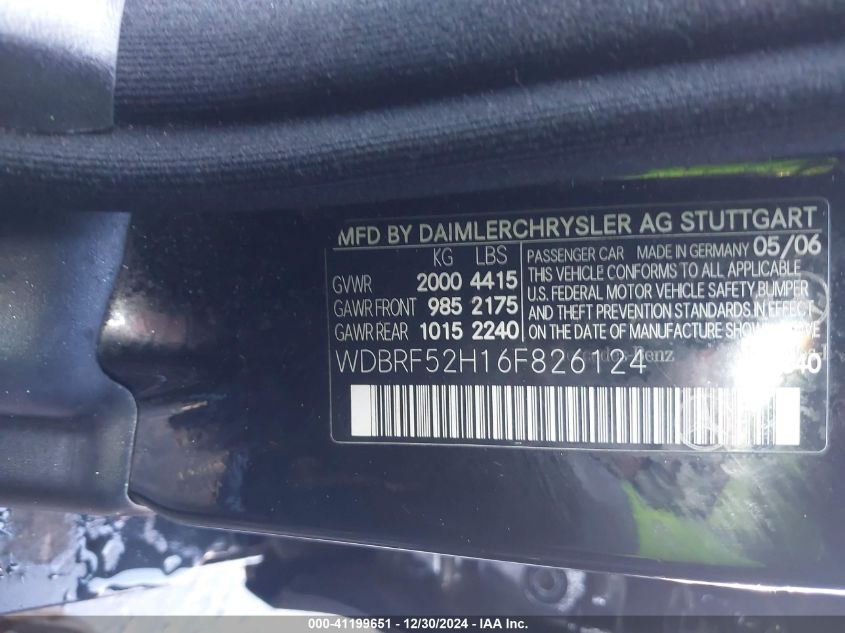 MFD BY DAIMLERCHRYSLER AG STUTTGART
KG LBS
GVWR 2000 4415
GAWR FRONT 985 2175
GAWR REAR 1015 2240
PASSENGER CAR MADE IN GERMANY 05/06
THIS VEHICLE CONFORMS TO ALL APPLICABLE
U.S. FEDERAL MOTOR VEHICLE SAFETY, BUMPER
AND THEFT PREVENTION STANDARDS IN EFFECT
ON THE DATE OF MANUFACTURE
WDBRF52H16F826124
000-41199651 - 12/30/2024 - IAA Inc.